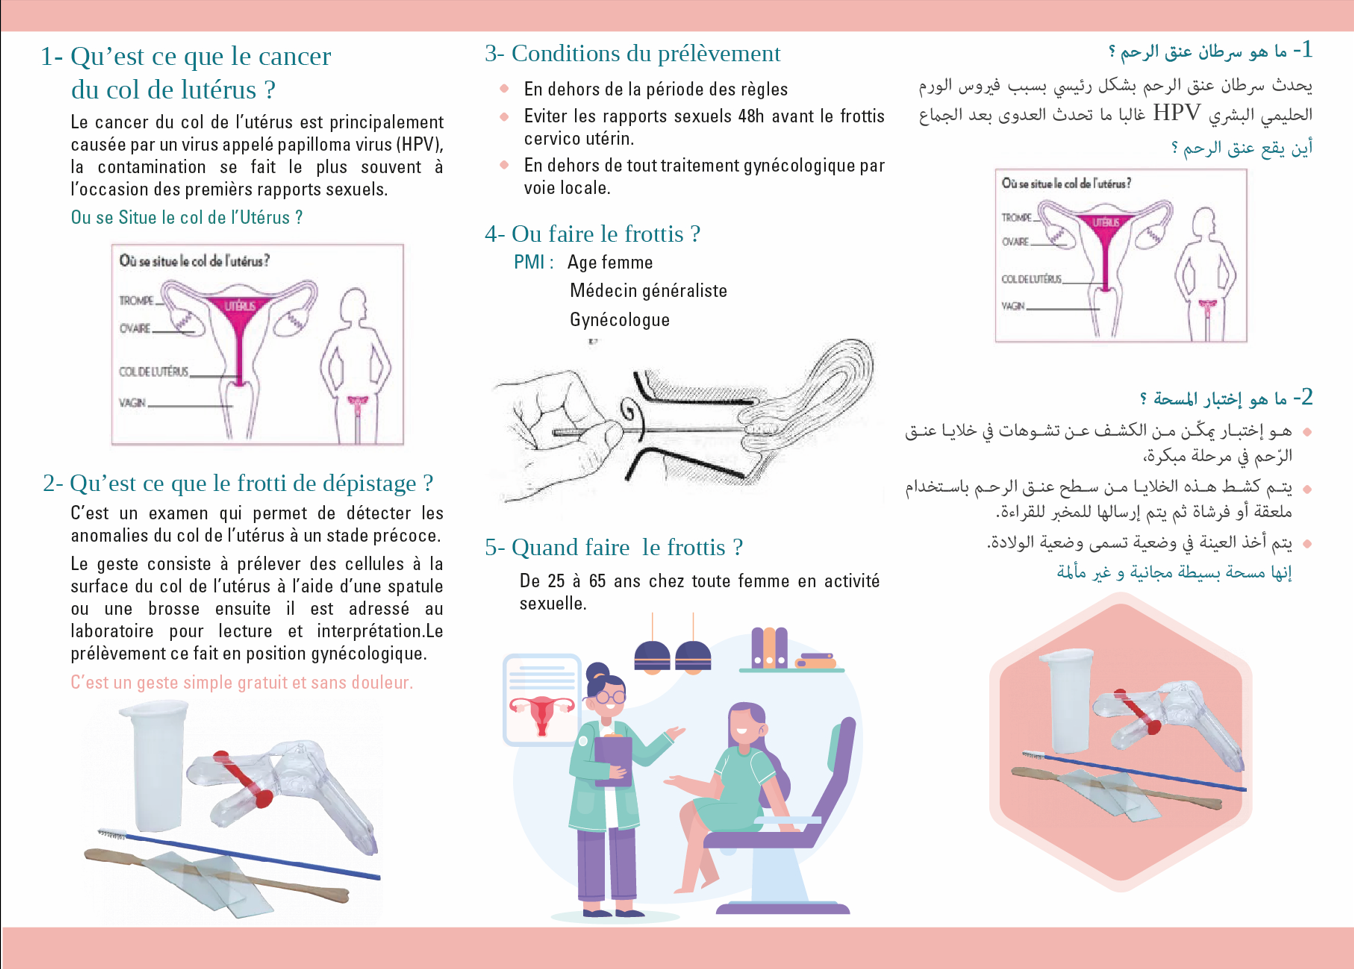 1- Qu’est ce que le cancer
du col de lutérus ?
Le cancer du col de l’utérus est principalement
causée par un virus appelé papilloma virus (HPV),
la contamination se fait le plus souvent à
l’occasion des premièrs rapports sexuels.
Ou se Situe le col de l’Utérus ?
Où se situe le col de l'utérus?
TROMPE
UTÉRUS
OVAIRE
COL DE L'UTÉRUS
VAGIN
2- Qu’est ce que le frotti de dépistage ?
C’est un examen qui permet de détecter les
anomalies du col de l’utérus à un stade précoce.
Le geste consiste à prélever des cellules à la
surface du col de l’utérus à l’aide d’une spatule
ou une brosse ensuite il est adressé au
laboratoire pour lecture et interprétation.Le
prélèvement ce fait en position gynécologique.
C’est un geste simple gratuit et sans douleur.
3- Conditions du prélèvement
En dehors de la période des règles
Eviter les rapports sexuels 48h avant le frottis
cervico utérin.
En dehors de tout traitement gynécologique par
voie locale.
4- Ou faire le frottis ?
PMI : Age femme
Médecin généraliste
Gynécologue
5- Quand faire le frottis ?
De 25 à 65 ans chez toute femme en activité
sexuelle.
1- ما هو سرطان عنق الرحم ؟
يحدث سرطان عنق الرحم بشكل رئيسي بسبب فيروس الورم
الحليمي البشري HPV غالبا ما تحدث العدوى بعد الجماع
أين يقع عنق الرحم ؟
Où se situe le col de l'utérus?
TROMPE
UTÉRUS
OVAIRE
COL DE L'UTÉRUS
VAGIN
2- ما هو إختبار المسحة ؟
هو إختبار يمكّن من الكشف عن تشوهات في خلايا عنق
الرّحم في مرحلة مبكرة،
يتم كشط هذه الخلايا من سطح عنق الرحم باستخدام
ملعقة أو فرشاة ثم يتم إرسالها للمخبر للقراءة.
يتم أخذ العينة في وضعية تسمى وضعية الولادة.
إنها مسحة بسيطة مجانية و غير مألمة